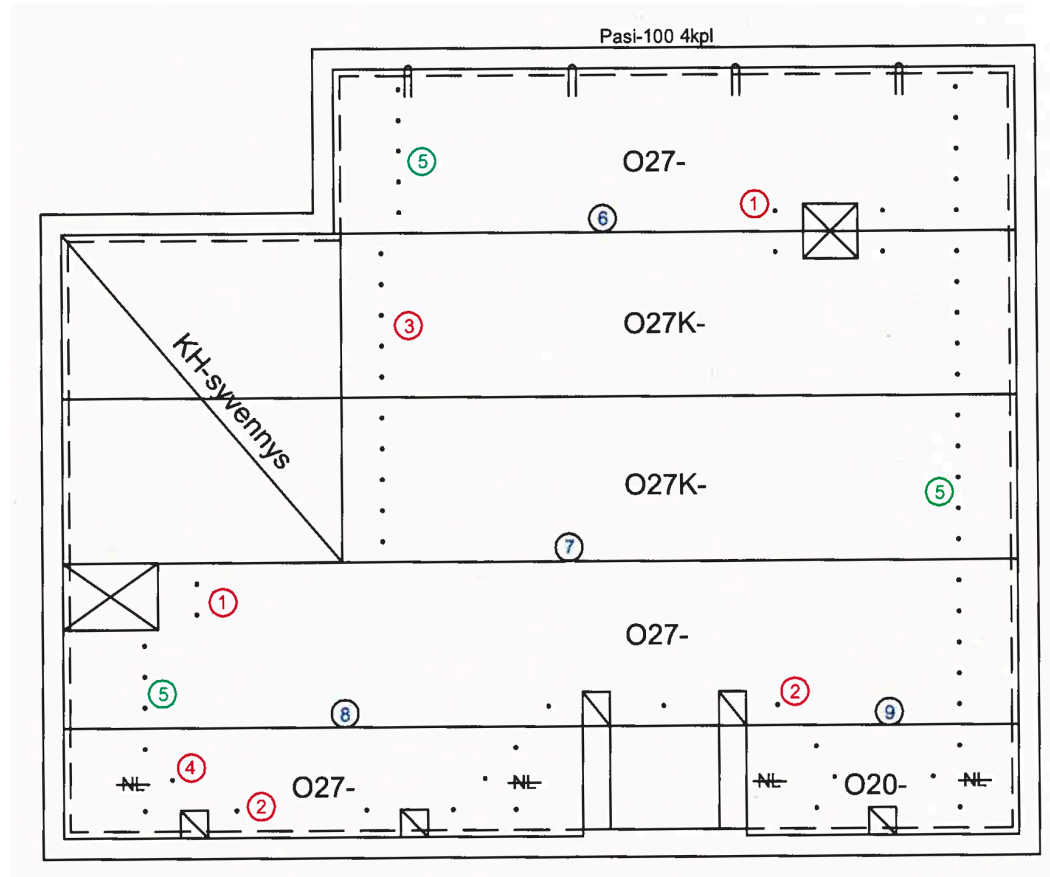 Pasi-100 4kpl
5
O27-
1
6
3
O27K-
KH-syvennys
O27K-
5
7
1
O27-
5
2
8
9
4
NL
O27-
NL
NL
O20-
NL
2